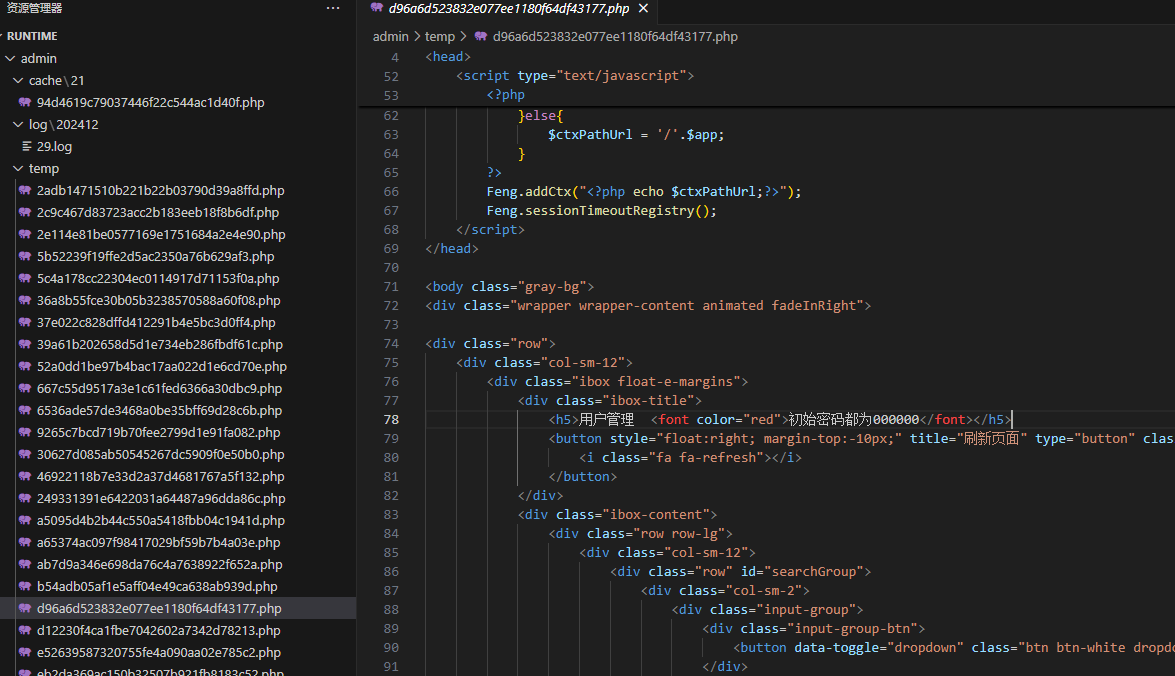 资源管理器
RUNTIME
admin
cache\21
94d4619c79037446f22c544ac1d40f.php
log\202412
29.log
temp
2adb1471510b221b22b03790d39a8ffd.php
2c9c467d83723acc2b183eeb18f8b6df.php
2e114e81be0577169e1751684a2e4e90.php
5b52239f19ffe2d5ac2350a76b629af3.php
5c4a178cc22304ec0114917d71153f0a.php
36a8b55fce30b05b3238570588a60f08.php
37e022c828dffd412291b4e5bc3d0ff4.php
39a61b202658d5d1e734eb286fbdf61c.php
52a0dd1be97b4bac17aa022d1e6cd70e.php
667c55d9517a3e1c61fed6366a30dbc9.php
6536ade57de3468a0be35bff69d28c6b.php
9265c7bcd719b70fee2799d1e91fa082.php
30627d085ab50545267dc5909f0e50b0.php
46922118b7e33d2a37d4681767a5f132.php
249331391e6422031a64487a96dda86c.php
a5095d4b2b44c550a5418fbb04c1941d.php
a65374ac097f98417029bf59b7b4a03e.php
ab7d9a346e698da76c4a7638922f652a.php
b54adb05af1e5aff04e49ca638ab939d.php
d96a6d523832e077ee1180f64df43177.php
d12230f4ca1fbe7042602a7342d78213.php
e52639587320755fe4a090aa02e785c2.php
eb2da369ac150b32507b921fb8183c52.php
d96a6d523832e077ee1180f64df43177.php
admin > temp > d96a6d523832e077ee1180f64df43177.php
4 <head>
52 <script type="text/javascript">
53 <?php
62 }else{
63 $ctxPathUrl = '/'.$app;
64 }
65 ?>
66 Feng.addCtx("<?php echo $ctxPathUrl;?>");
67 Feng.sessionTimeoutRegistry();
68 </script>
69 </head>
70
71 <body class="gray-bg">
72 <div class="wrapper wrapper-content animated fadeInRight">
73
74 <div class="row">
75 <div class="col-sm-12">
76 <div class="ibox float-e-margins">
77 <div class="ibox-title">
78 <h5>用户管理 <font color="red">初始密码都为000000</font></h5>
79 <button style="float:right; margin-top:-10px;" title="刷新页面" type="button" clas
80 <i class="fa fa-refresh"></i>
81 </button>
82 </div>
83 <div class="ibox-content">
84 <div class="row row-lg">
85 <div class="col-sm-12">
86 <div class="row" id="searchGroup">
87 <div class="col-sm-2">
88 <div class="input-group">
89 <div class="input-group-btn">
90 <button data-toggle="dropdown" class="btn btn-white dropdo
91 </div>